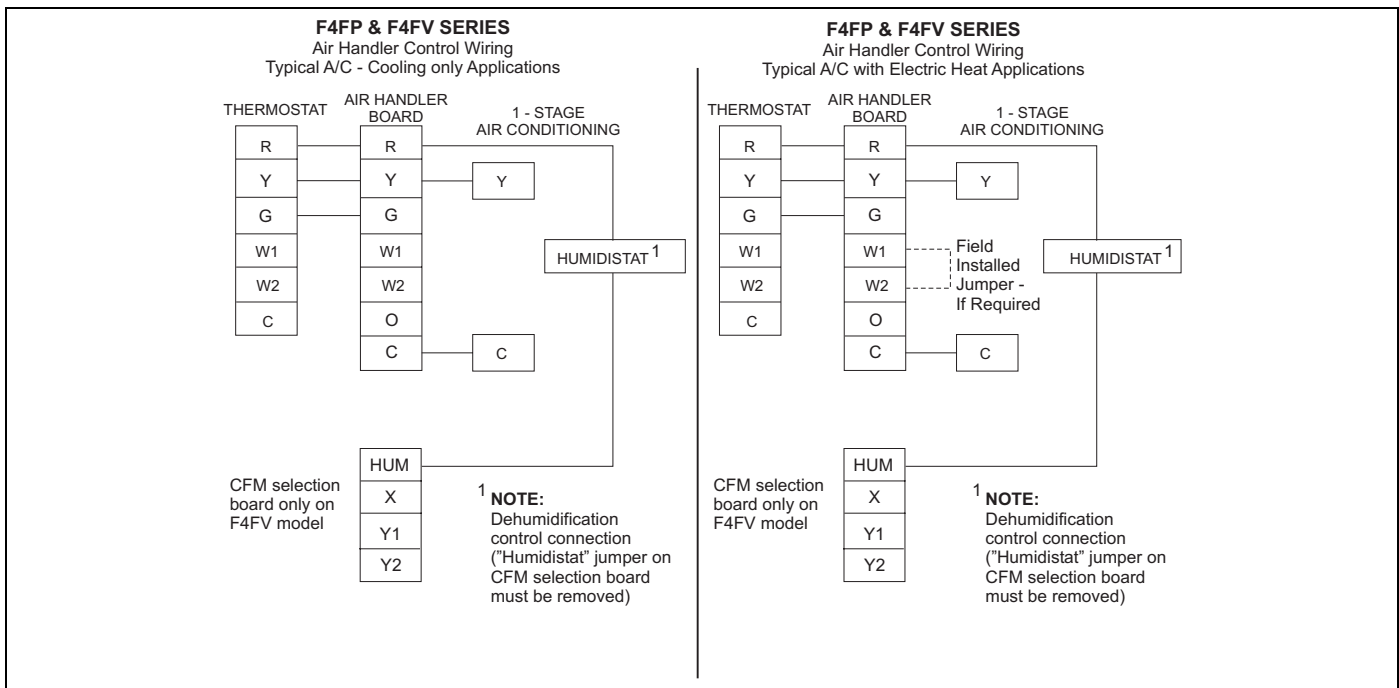 F4FP & F4FV SERIES
Air Handler Control Wiring
Typical A/C - Cooling only Applications
THERMOSTAT
AIR HANDLER
BOARD
1 - STAGE
AIR CONDITIONING
R
Y
G
W1
W2
C
R
Y
G
W1
W2
O
C
Y
C
HUMIDISTAT 1
CFM selection
board only on
F4FV model
HUM
X
Y1
Y2
1 NOTE:
Dehumidification
control connection
("Humidistat" jumper on
CFM selection board
must be removed)
F4FP & F4FV SERIES
Air Handler Control Wiring
Typical A/C with Electric Heat Applications
THERMOSTAT
AIR HANDLER
BOARD
1 - STAGE
AIR CONDITIONING
R
Y
G
W1
W2
C
R
Y
G
W1
W2
O
C
Y
Field
Installed
Jumper -
If Required
C
HUMIDISTAT 1
CFM selection
board only on
F4FV model
HUM
X
Y1
Y2
1 NOTE:
Dehumidification
control connection
("Humidistat" jumper on
CFM selection board
must be removed)